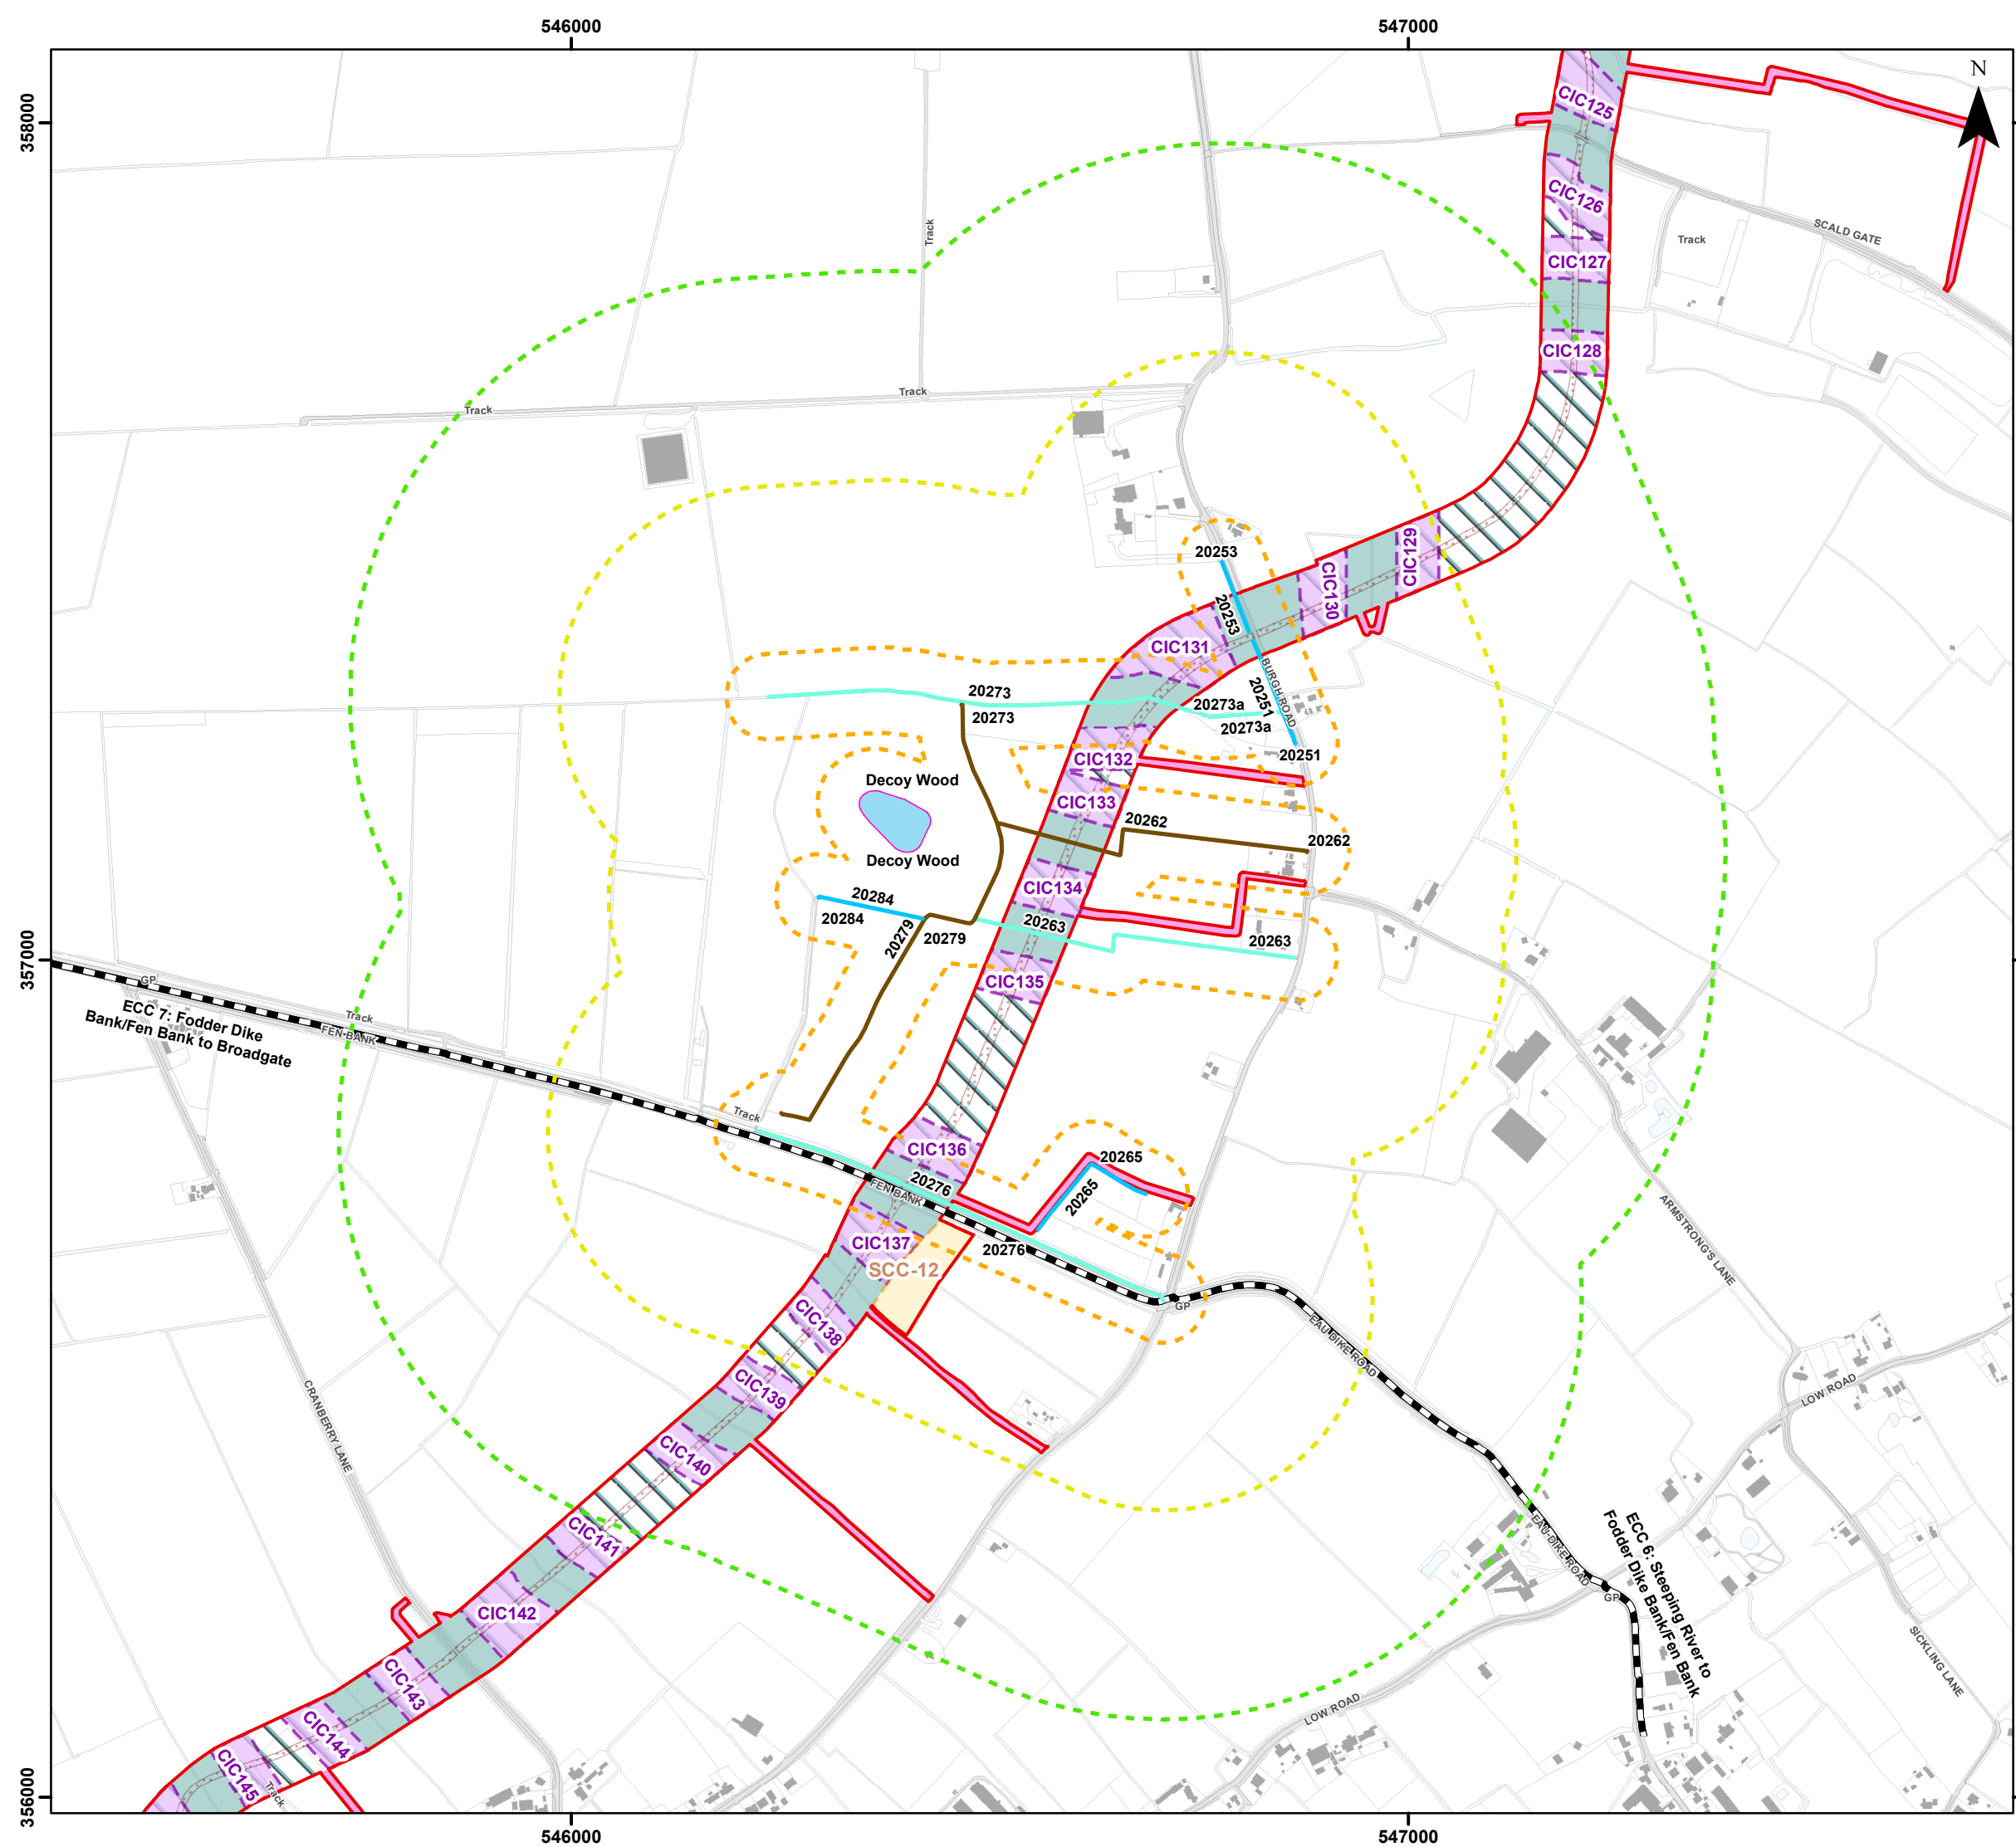 546000
547000
N
358000
CIC125
CIC126
SCALD GATE
Track
Track
CIC127
CIC128
Track
Track
20253
CIC129
CIC130
20253
CIC131
BURGH ROAD
20251
20273
20273a
20273
20273a
20251
CIC132
Decoy Wood
CIC133
20262
20262
Decoy Wood
CIC134
20284
20284
20263
20263
20279
20279
357000
GP
CIC135
ECC 7: Fodder Dike
Bank/Fen Bank to Broadgate
Track
FEN BANK
Track
CIC136
20265
20265
20276
FEN BANK
20276
CIC137
SCC-12
GP
ARMSTRONG'S LANE
CIC138
EAU DIKE ROAD
CIC139
LOW ROAD
CRANBERRY LANE
CIC140
CIC141
EAU DIKE ROAD
ECC 6: Steeping River to
Fodder Dike Bank/Fen Bank
GP
CIC142
CIC143
SICKLING LANE
LOW ROAD
CIC144
CIC145
Track
356000
546000
547000